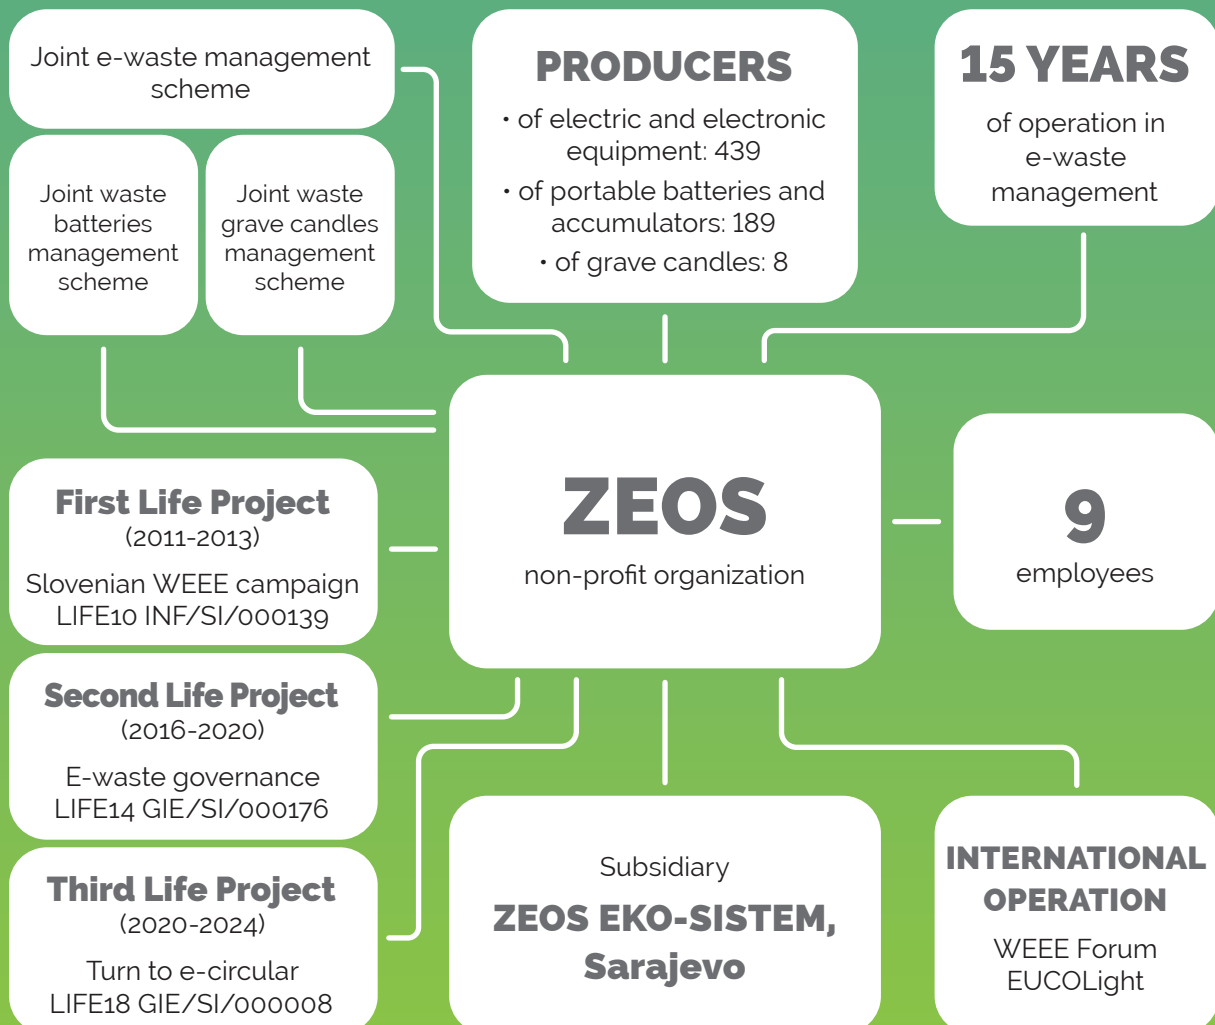 Joint e-waste management
scheme
Joint waste
batteries
management
scheme
Joint waste
grave candles
management
scheme
PRODUCERS
• of electric and electronic
equipment: 439
• of portable batteries and
accumulators: 189
• of grave candles: 8
15 YEARS
of operation in
e-waste
management
ZEOS
non-profit organization
9
employees
First Life Project
(2011-2013)
Slovenian WEEE campaign
LIFE10 INF/SI/000139
Second Life Project
(2016-2020)
E-waste governance
LIFE14 GIE/SI/000176
Third Life Project
(2020-2024)
Turn to e-circular
LIFE18 GIE/SI/000008
Subsidiary
ZEOS EKO-SISTEM,
Sarajevo
INTERNATIONAL
OPERATION
WEEE Forum
EUCOLight